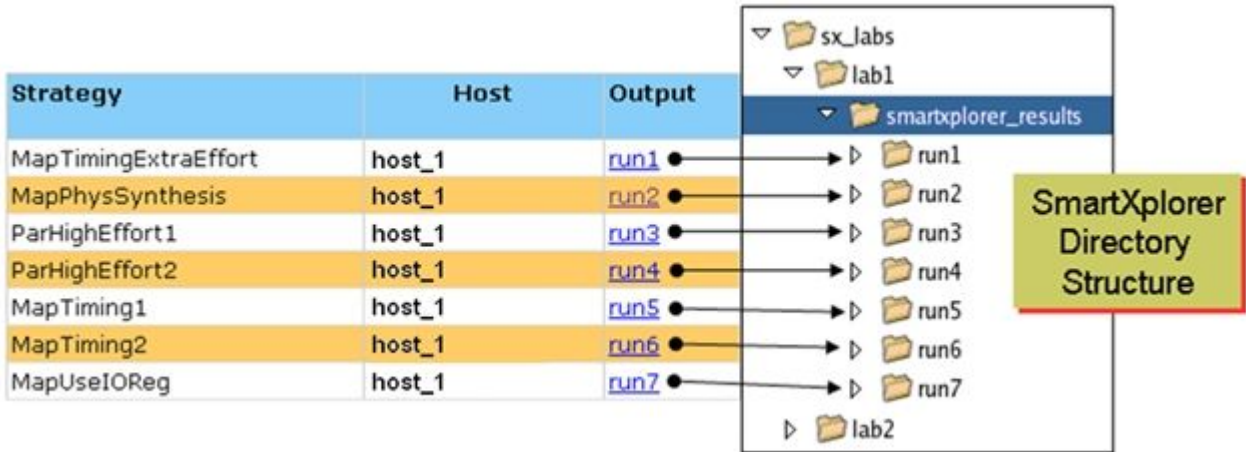 Strategy Host Output
MapTimingExtraEffort host_1 run1
MapPhysSynthesis host_1 run2
ParHighEffort1 host_1 run3
ParHighEffort2 host_1 run4
MapTiming1 host_1 run5
MapTiming2 host_1 run6
MapUseIOReg host_1 run7
sx_labs
lab1
smartxplorer_results
run1
run2
run3
run4
run5
run6
run7
lab2
SmartXplorer
Directory
Structure